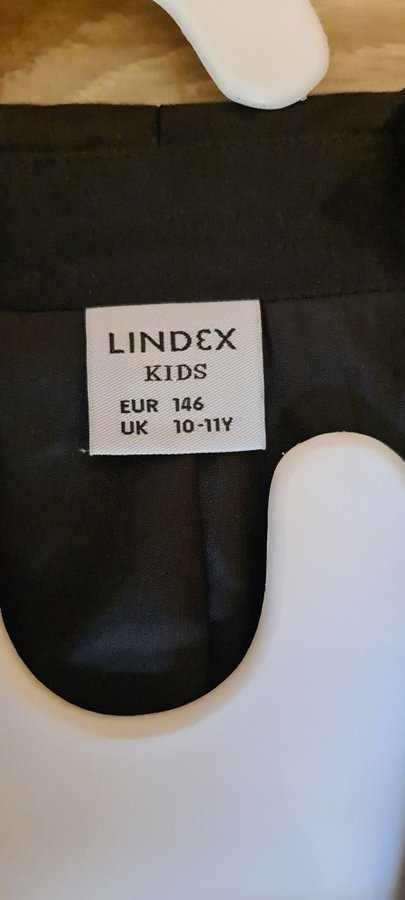 LINDEX
KIDS
EUR 146
UK 10-11Y